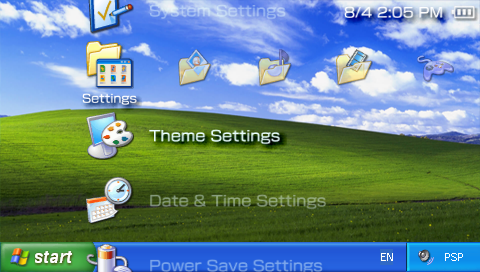 System Settings
8/4 2:05 PM
Settings
Theme Settings
Date & Time Settings
start
Power Save Settings
EN
PSP